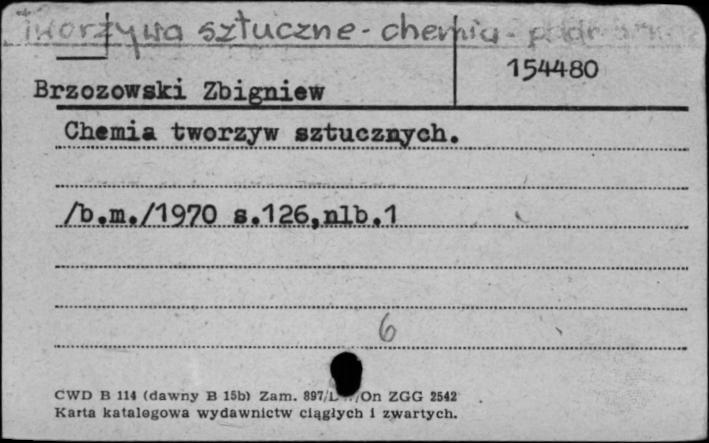 Tworzywa sztuczne - chemia -
154480
Brzozowski Zbigniew
Chemia tworzyw sztucznych.
/b.m./1970 s.126,nlb.1
6
CWD B 114 (dawny B 15b) Zam. 897/ /On ZGG 2542
Karta katalogowa wydawnictw ciągłych i zwartych.